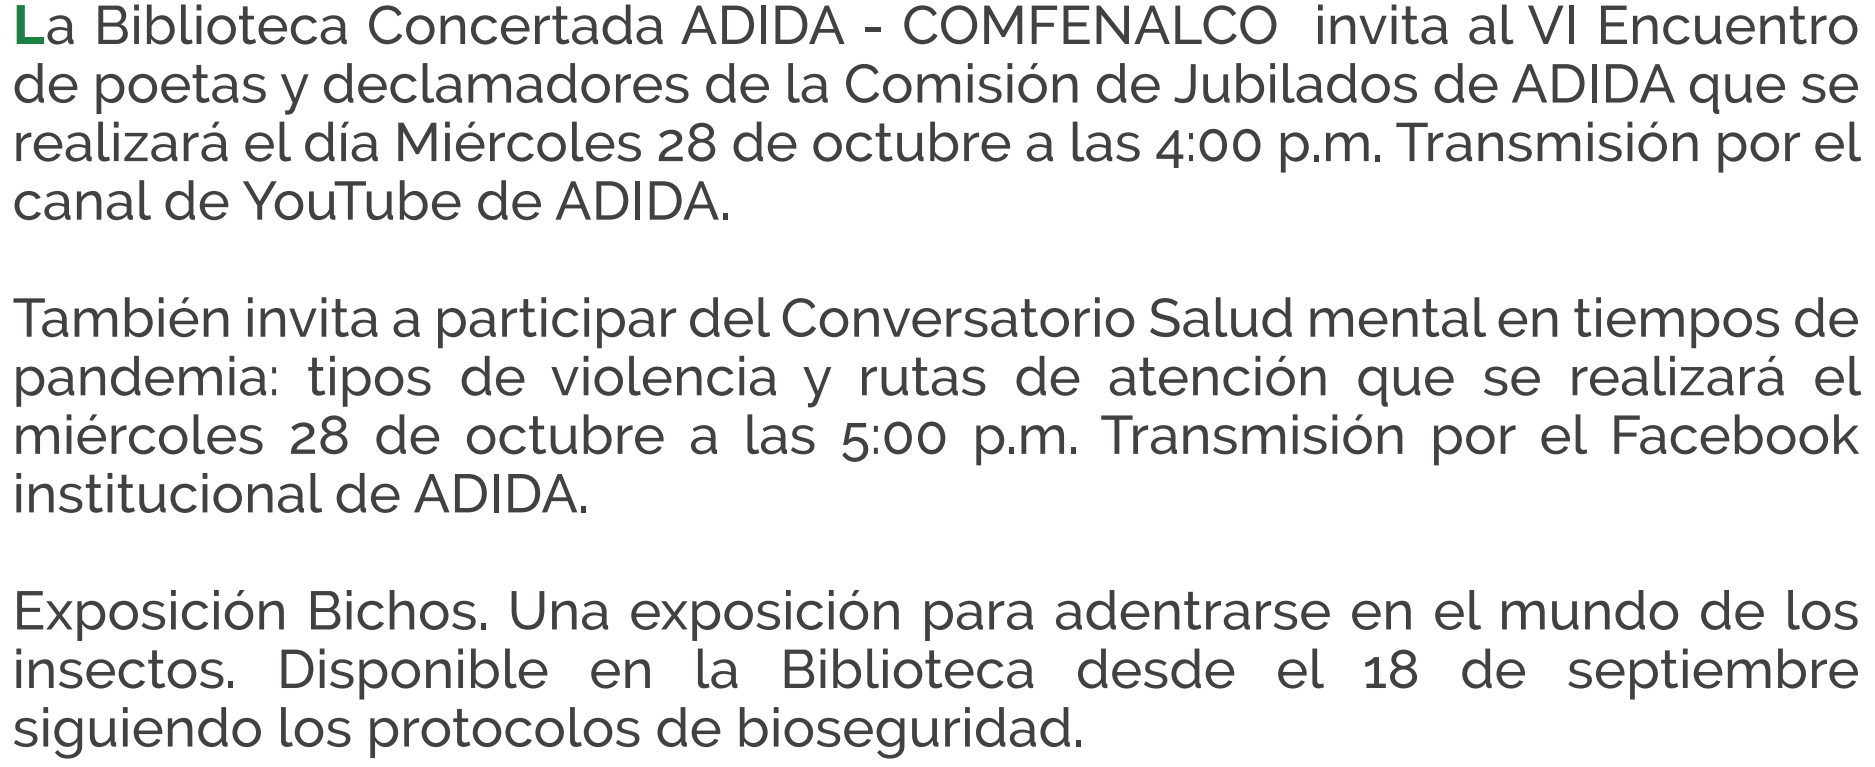 La Biblioteca Concertada ADIDA - COMFENALCO  invita al VI Encuentro
de poetas y declamadores de la Comisión de Jubilados de ADIDA que se
realizará el día Miércoles 28 de octubre a las 4:00 p.m. Transmisión por el
canal de YouTube de ADIDA.

También invita a participar del Conversatorio Salud mental en tiempos de
pandemia: tipos de violencia y rutas de atención que se realizará el
miércoles 28 de octubre a las 5:00 p.m. Transmisión por el Facebook
institucional de ADIDA.

Exposición Bichos. Una exposición para adentrarse en el mundo de los
insectos. Disponible en la Biblioteca desde el 18 de septiembre
siguiendo los protocolos de bioseguridad.